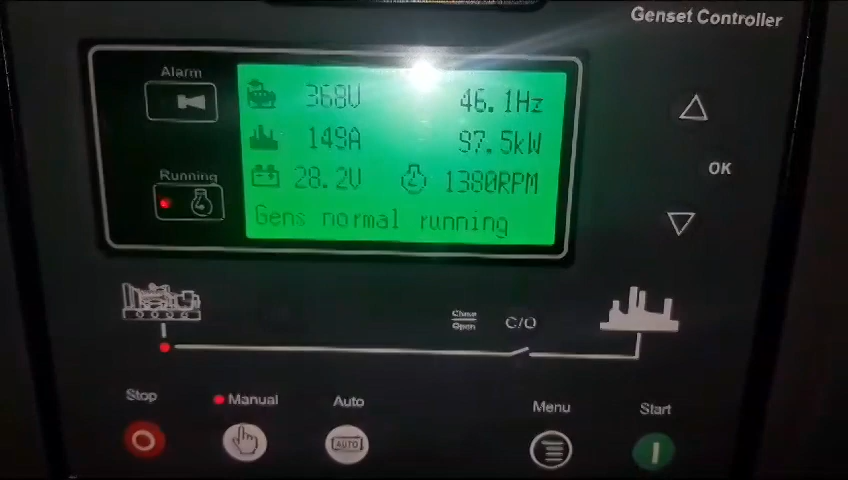 Genset Controller
Alarm
368V 46.1Hz
149A 97.5kW
Running
28.2V 1380RPM
Gens normal running
OK
Close
Open
C/O
Stop
Manual
Auto
Menu
Start
AUTO